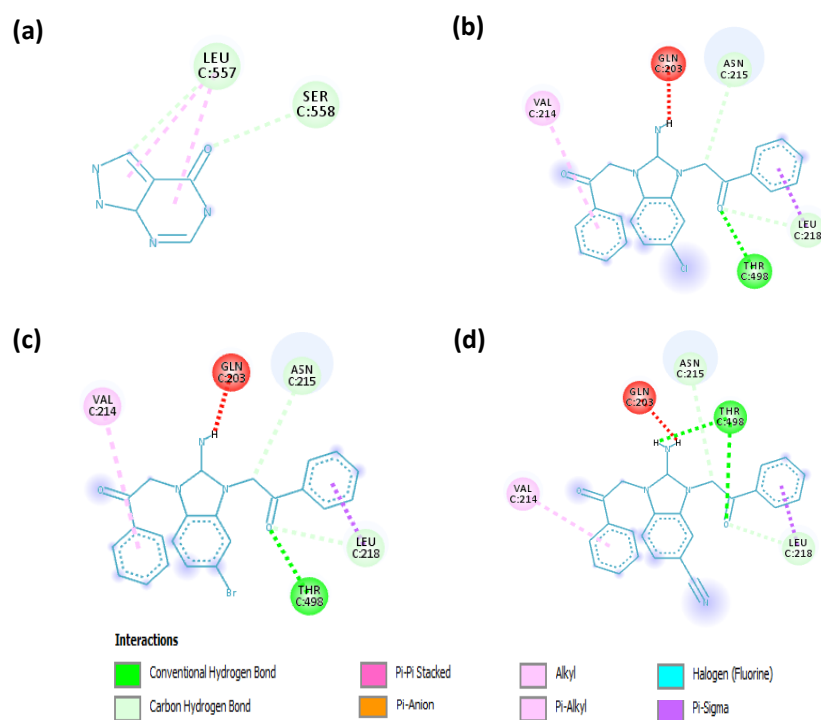 (a)
LEU
C:557
SER
C:558
O
N
N
N
N
(b)
GLN
C:203
ASN
C:215
VAL
C:214
H
N
O
N
N
O
Cl
LEU
C:218
THR
C:498
(c)
GLN
C:203
ASN
C:215
VAL
C:214
H
N
O
N
N
O
Br
LEU
C:218
THR
C:498
(d)
ASN
C:215
GLN
C:203
THR
C:498
H H
N
VAL
C:214
O
N
N
O
N
LEU
C:218
Interactions
Conventional Hydrogen Bond
Pi-Pi Stacked
Alkyl
Halogen (Fluorine)
Carbon Hydrogen Bond
Pi-Anion
Pi-Alkyl
Pi-Sigma